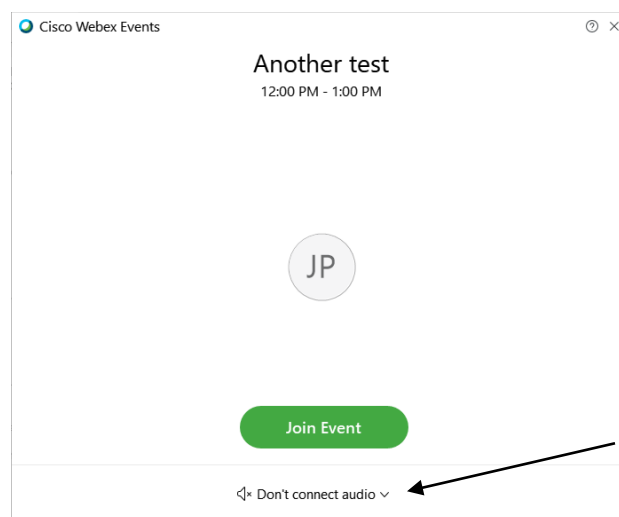 Cisco Webex Events
Another test
12:00 PM - 1:00 PM
JP
Join Event
Don't connect audio